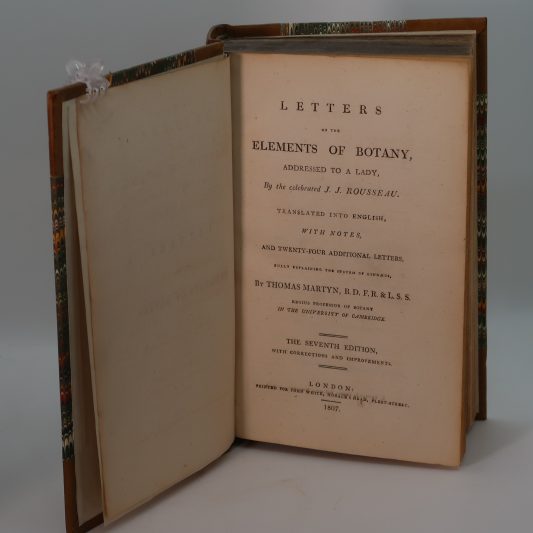 LETTERS
ON THE
ELEMENTS OF BOTANY,
ADDRESSED TO A LADY,
By the celebrated J. J. ROUSSEAU.
TRANSLATED INTO ENGLISH,
WITH NOTES,
AND TWENTY-FOUR ADDITIONAL LETTERS,
FULLY EXPLAINING THE SYSTEM OF LINNÆUS,
By THOMAS MARTYN, B.D. F.R. & L.S.S.
REGIUS PROFESSOR OF BOTANY
IN THE UNIVERSITY OF CAMBRIDGE.
THE SEVENTH EDITION,
WITH CORRECTIONS AND IMPROVEMENTS.
LONDON:
PRINTED FOR JOHN WHITE, HORACE'S HEAD, FLEET-STREET.
1807.